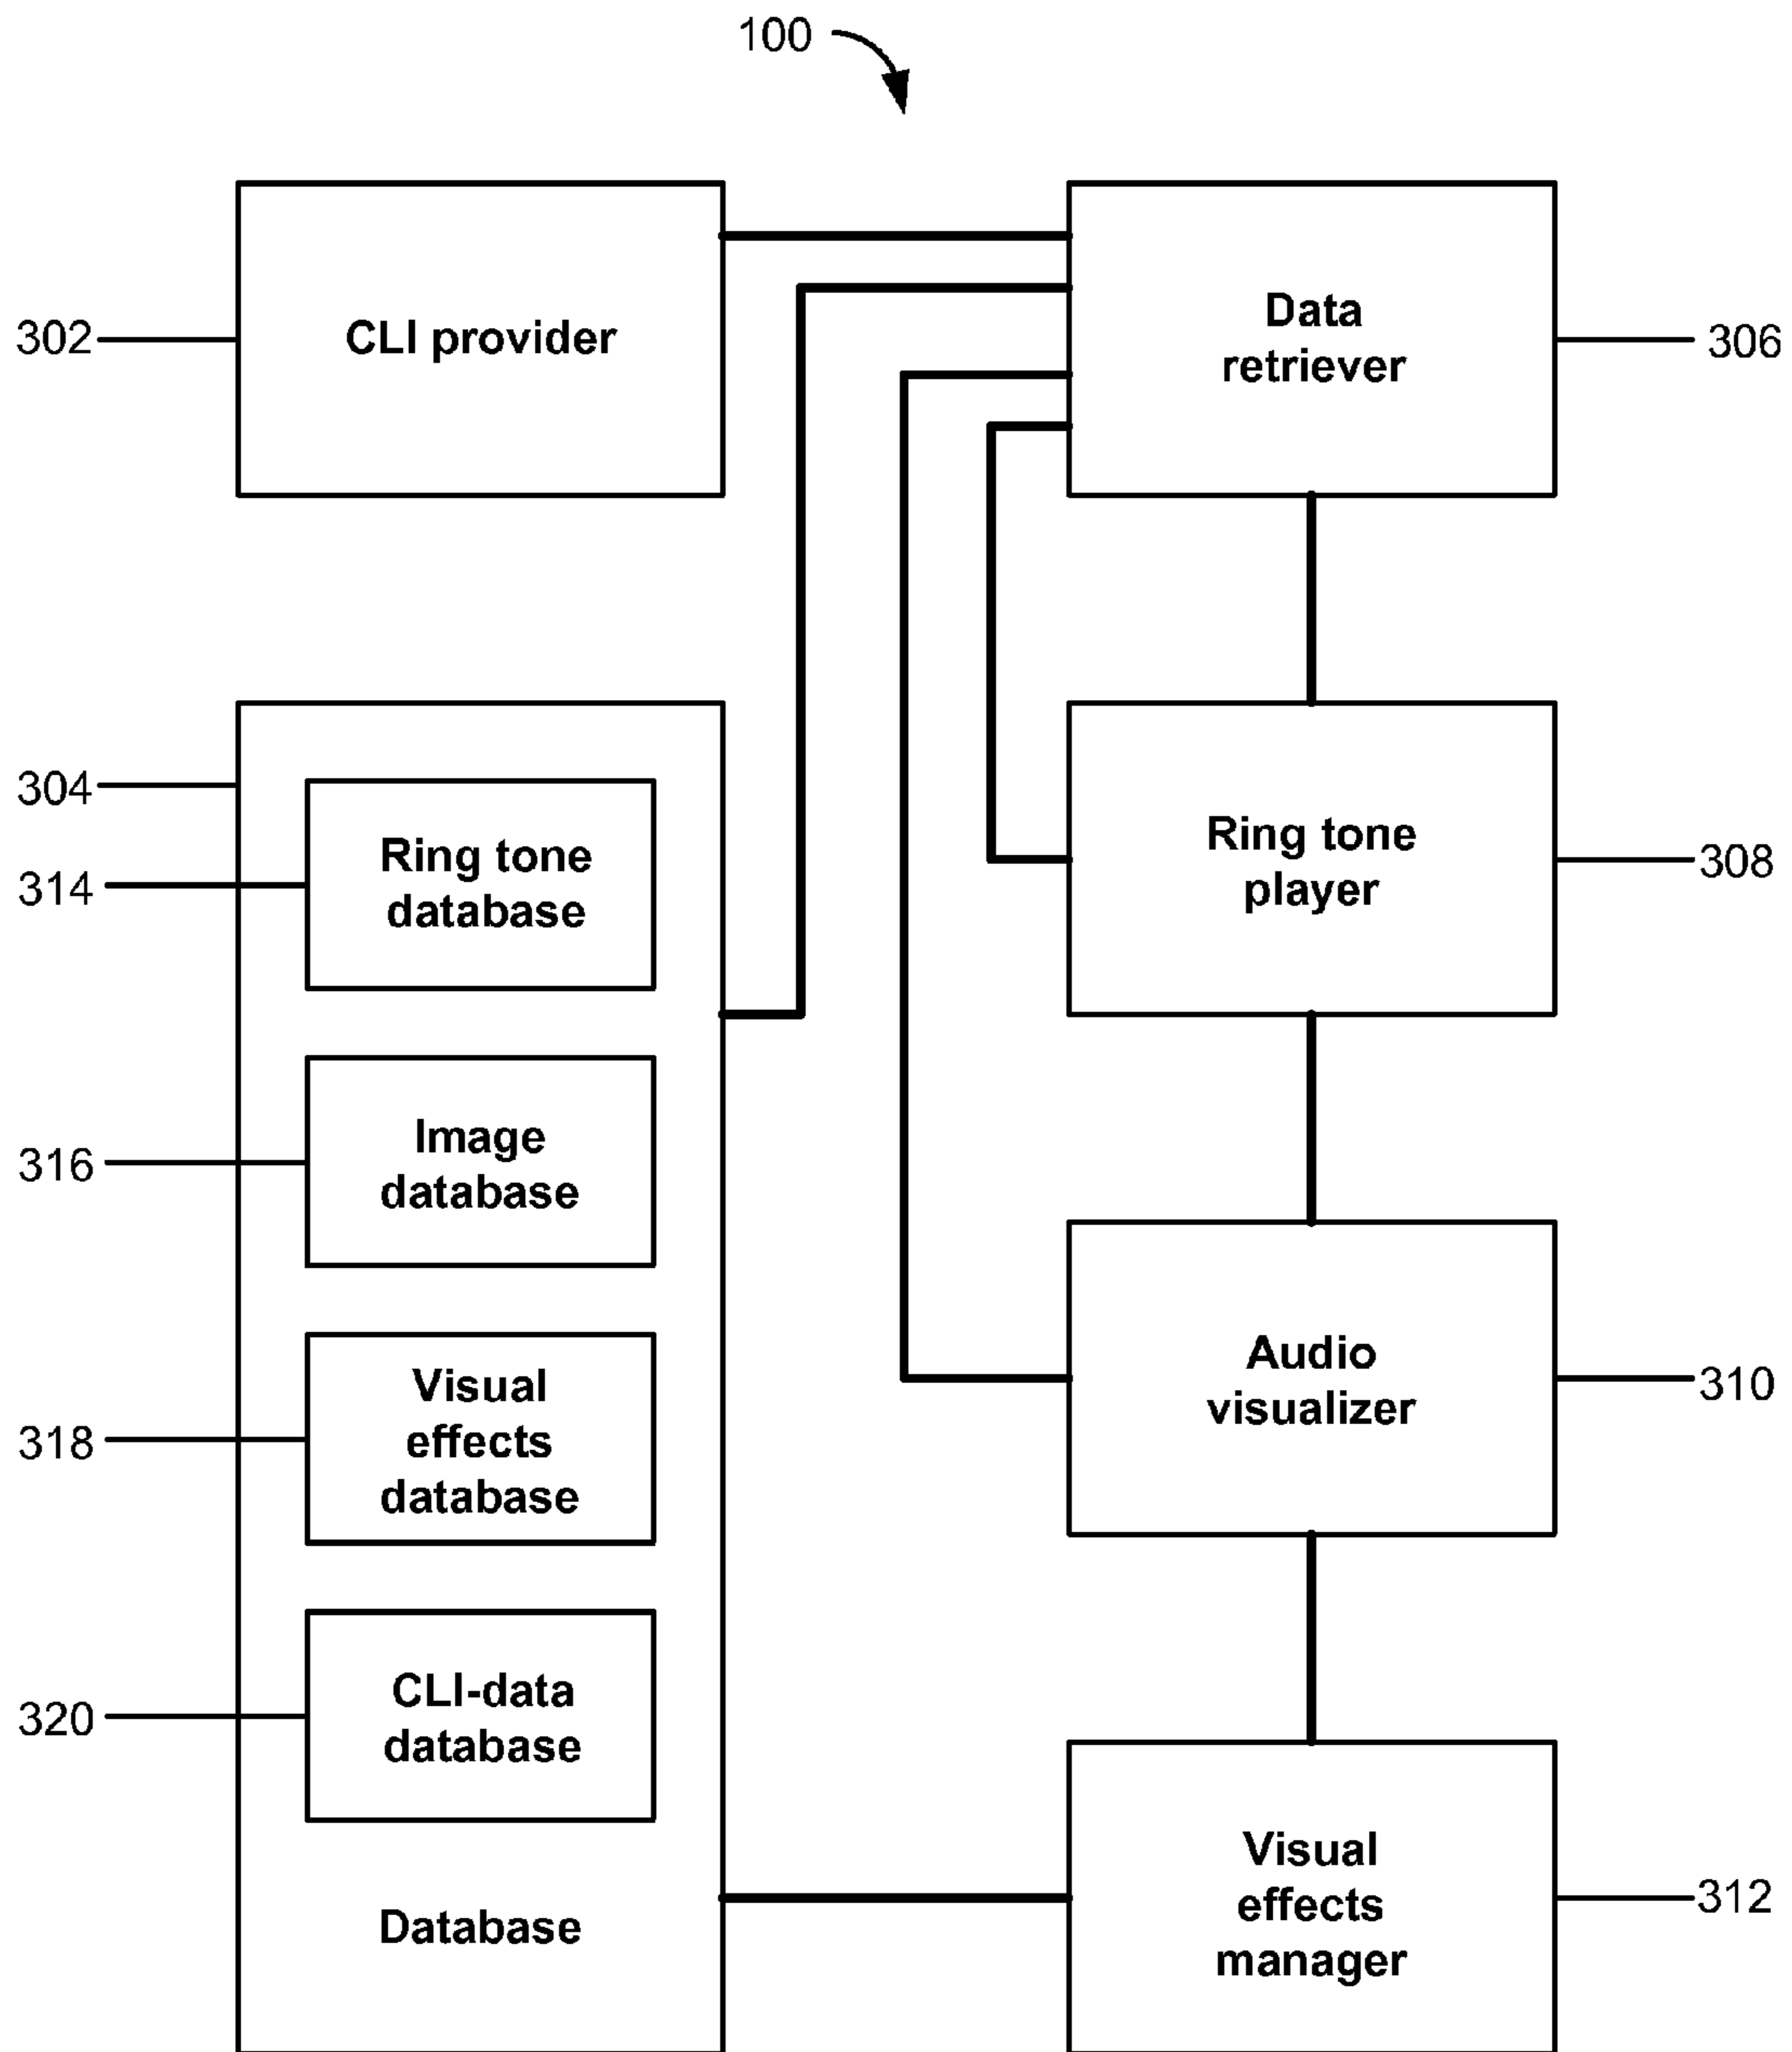 100
302
CLI provider
Data
retriever
306
304
314
Ring tone
database
Ring tone
player
308
316
Image
database
318
Visual
effects
database
Audio
visualizer
310
320
CLI-data
database
Database
Visual
effects
manager
312